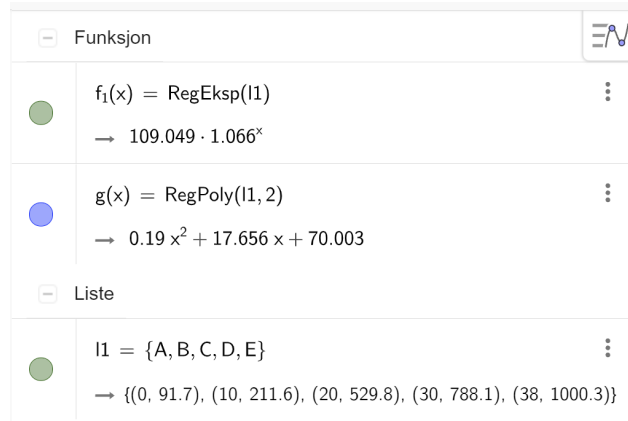 Funksjon
f₁(x) = RegEksp(l1)
→ 109.049 · 1.066ˣ
g(x) = RegPoly(l1, 2)
→ 0.19 x² + 17.656 x + 70.003
Liste
l1 = {A, B, C, D, E}
→ {(0, 91.7), (10, 211.6), (20, 529.8), (30, 788.1), (38, 1000.3)}